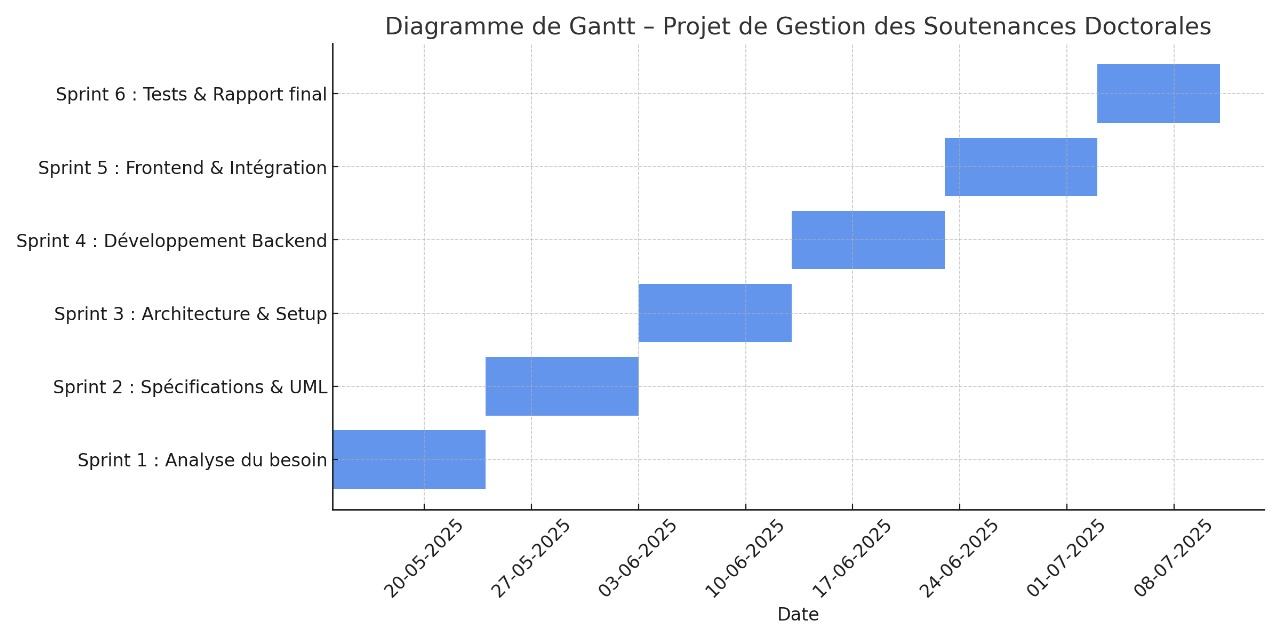 Diagramme de Gantt – Projet de Gestion des Soutenances Doctorales
Sprint 6 : Tests & Rapport final
Sprint 5 : Frontend & Intégration
Sprint 4 : Développement Backend
Sprint 3 : Architecture & Setup
Sprint 2 : Spécifications & UML
Sprint 1 : Analyse du besoin
20-05-2025
27-05-2025
03-06-2025
10-06-2025
17-06-2025
24-06-2025
01-07-2025
08-07-2025
Date